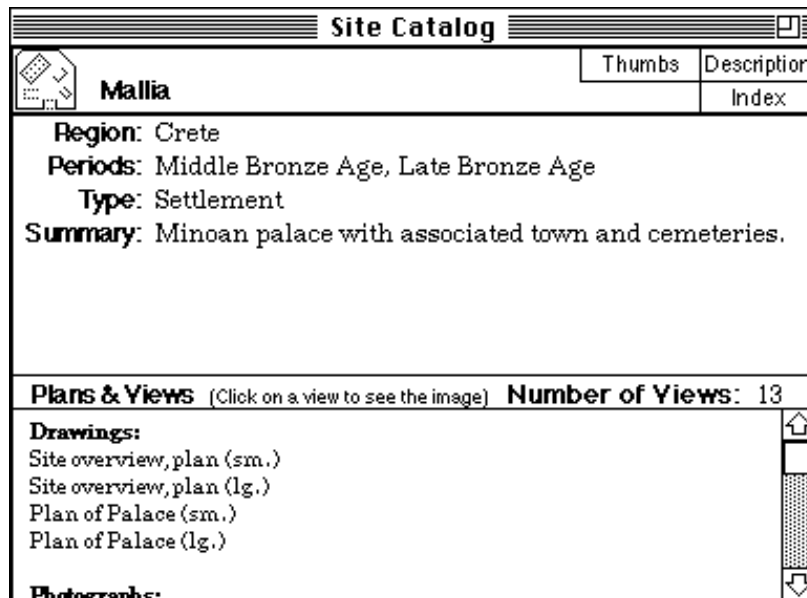 Site Catalog
Thumbs Description
Mallia
Index
Region: Crete
Periods: Middle Bronze Age, Late Bronze Age
Type: Settlement
Summary: Minoan palace with associated town and cemeteries.
Plans & Views (Click on a view to see the image) Number of Views: 13
Drawings:
Site overview, plan (sm.)
Site overview, plan (lg.)
Plan of Palace (sm.)
Plan of Palace (lg.)
Photographs: